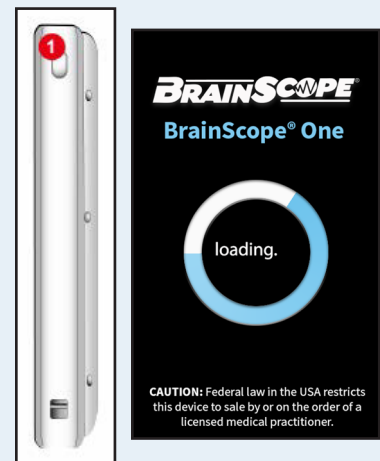 1
BRAINSCOPE®
BrainScope® One
loading.
CAUTION: Federal law in the USA restricts
this device to sale by or on the order of a
licensed medical practitioner.